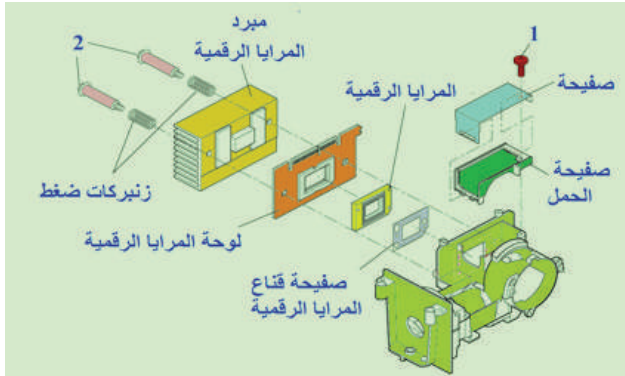 مبرد
المرايا الرقمية
2
1
المرايا الرقمية
صفيحة
صفيحة
الحمل
زنبركات ضغط
لوحة المرايا الرقمية
صفيحة قناع
المرايا الرقمية